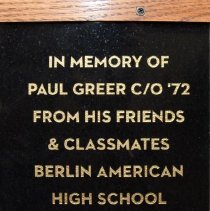 IN MEMORY OF
PAUL GREER C/O '72
FROM HIS FRIENDS
& CLASSMATES
BERLIN AMERICAN
HIGH SCHOOL